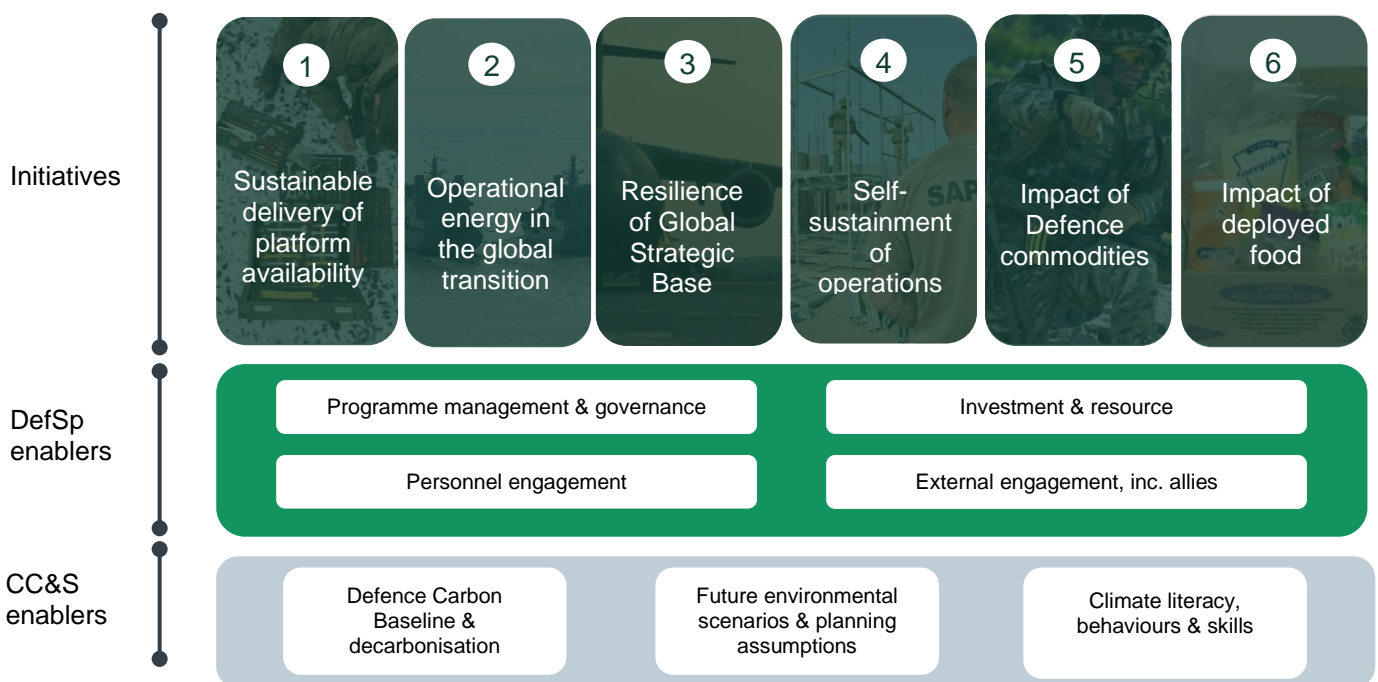 Initiatives
1
Sustainable
delivery of
platform
availability
2
Operational
energy in
the global
transition
3
Resilience
of Global
Strategic
Base
4
Self-
sustainment
of
operations
SAF
5
Impact of
Defence
commodities
6
Energidrikk
Impact of
deployed
food
DefSp
enablers
Programme management & governance
Investment & resource
Personnel engagement
External engagement, inc. allies
CC&S
enablers
Defence Carbon
Baseline &
decarbonisation
Future environmental
scenarios & planning
assumptions
Climate literacy,
behaviours & skills